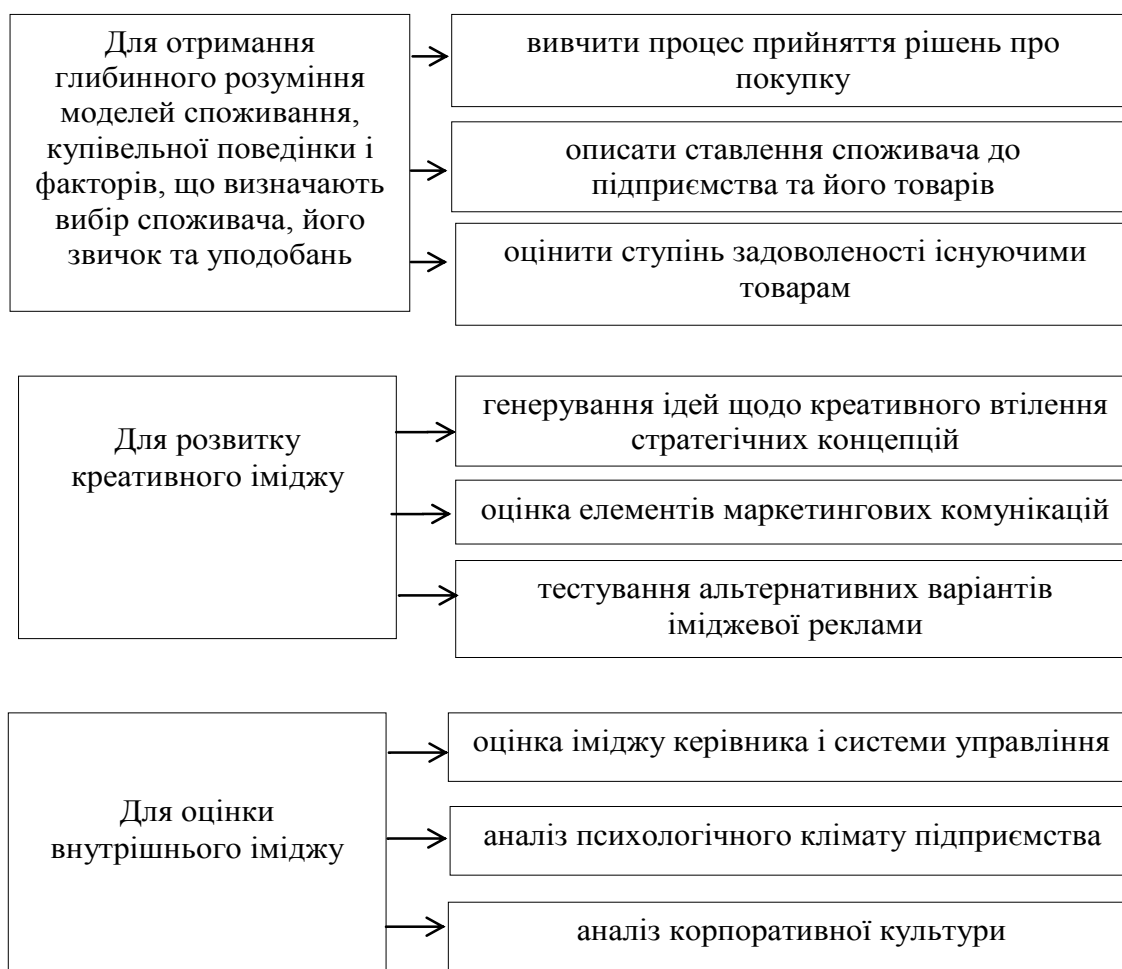 Для отримання
глибинного розуміння
моделей споживання,
купівельної поведінки і
факторів, що визначають
вибір споживача, його
звичок та уподобань
вивчити процес прийняття рішень про
покупку
описати ставлення споживача до
підприємства та його товарів
оцінити ступінь задоволеності існуючими
товарам
Для розвитку
креативного іміджу
генерування ідей щодо креативного втілення
стратегічних концепцій
оцінка елементів маркетингових комунікацій
тестування альтернативних варіантів
іміджевої реклами
Для оцінки
внутрішнього іміджу
оцінка іміджу керівника і системи управління
аналіз психологічного клімату підприємства
аналіз корпоративної культури